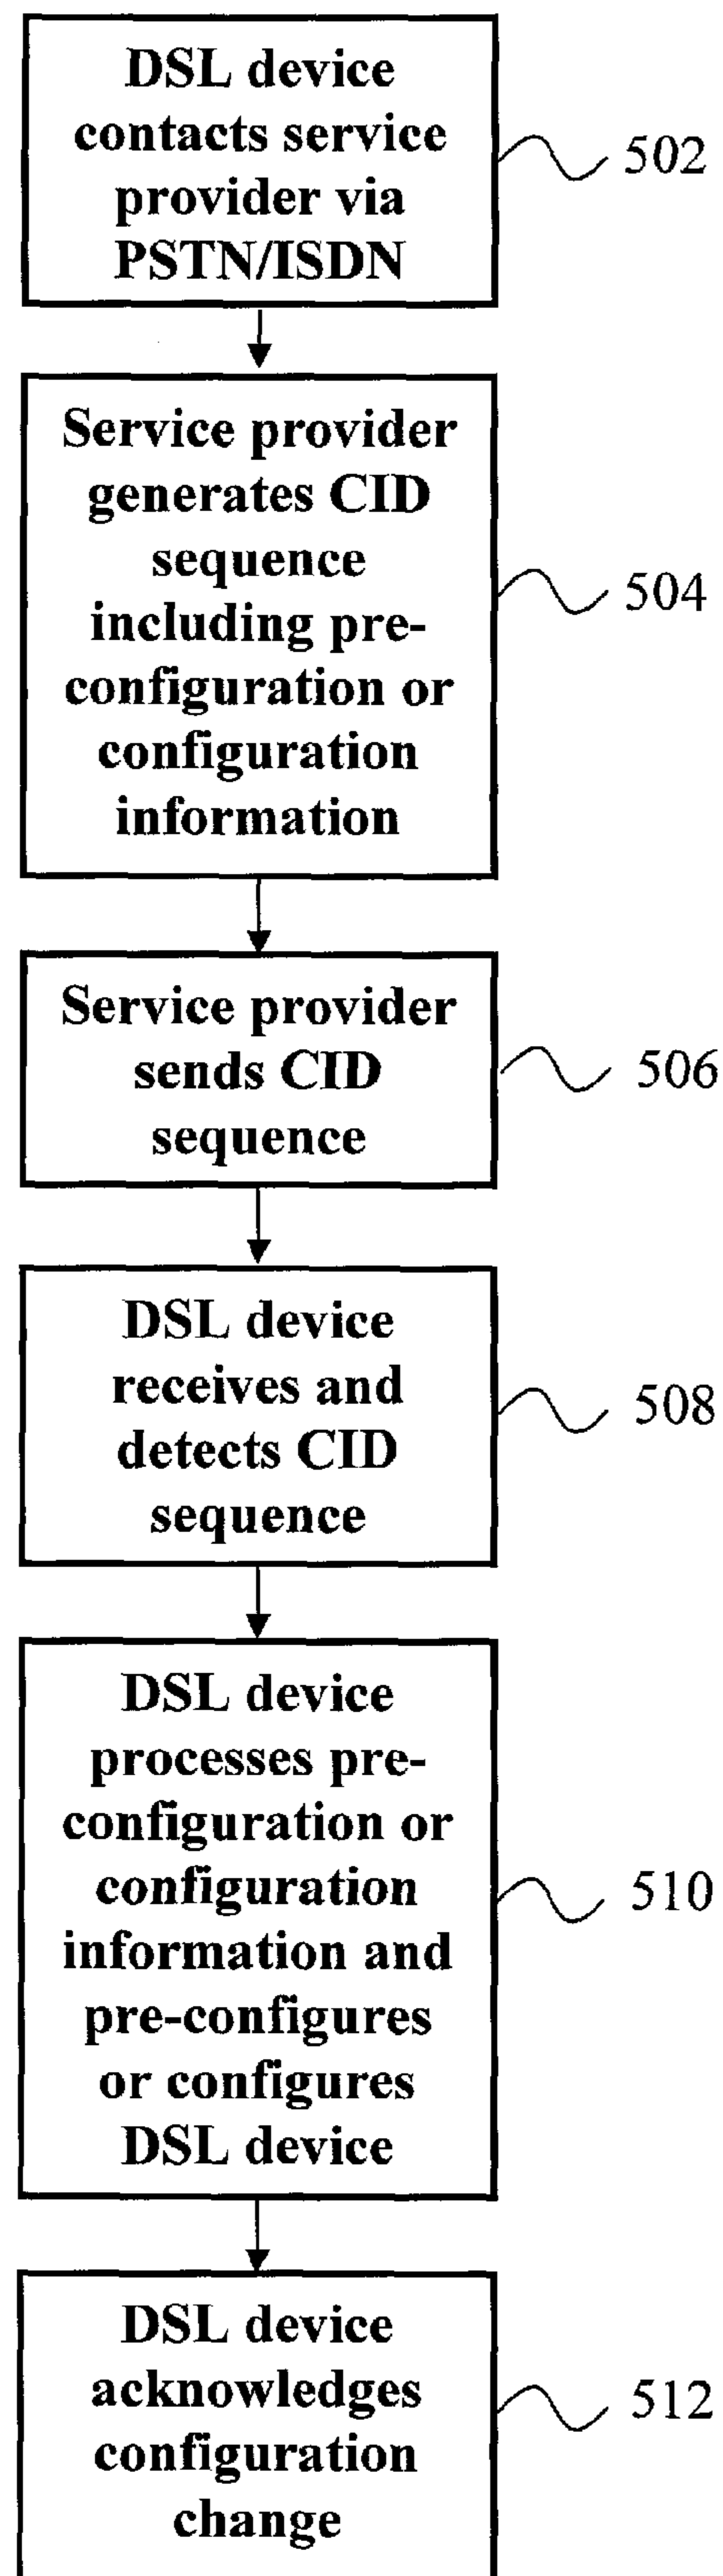 DSL device
contacts service
provider via
PSTN/ISDN
502
Service provider
generates CID
sequence
including pre-
configuration or
configuration
information
504
Service provider
sends CID
sequence
506
DSL device
receives and
detects CID
sequence
508
DSL device
processes pre-
configuration or
configuration
information and
pre-configures
or configures
DSL device
510
DSL device
acknowledges
configuration
change
512